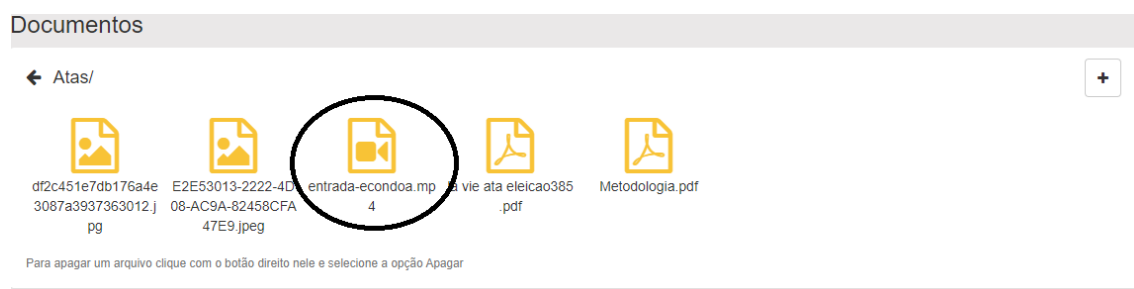 Documentos
Atas/
df2c451e7db176a4e
3087a3937363012.j
pg
E2E53013-2222-4D
08-AC9A-82458CFA
47E9.jpeg
entrada-econdoa.mp
4
la vie ata eleicao385
.pdf
Metodologia.pdf
Para apagar um arquivo clique com o botão direito nele e selecione a opção Apagar